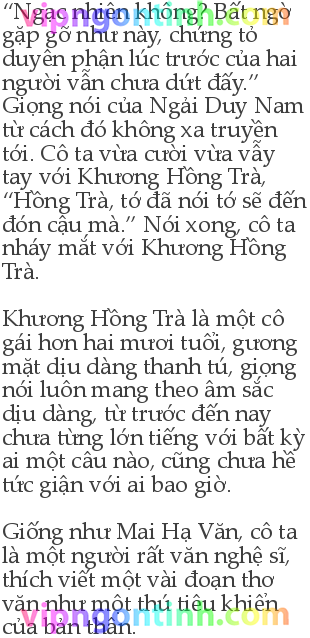 “Ngạc nhiên không? Bất ngờ
gặp gỡ như này, chứng tỏ
duyên phận lúc trước của hai
người vẫn chưa dứt đấy.”
Giọng nói của Ngải Duy Nam
từ cách đó không xa truyền
tới. Cô ta vừa cười vừa vẫy
tay với Khương Hồng Trà,
“Hồng Trà, tớ đã nói tớ sẽ đến
đón cậu mà.” Nói xong, cô ta
nháy mắt với Khương Hồng
Trà.
Khương Hồng Trà là một cô
gái hơn hai mươi tuổi, gương
mặt dịu dàng thanh tú, giọng
nói luôn mang theo âm sắc
dịu dàng, từ trước đến nay
chưa từng lớn tiếng với bất kỳ
ai một câu nào, cũng chưa hề
tức giận với ai bao giờ.
Giống như Mai Hạ Văn, cô ta
là một người rất văn nghệ sĩ,
thích viết một vài đoạn thơ
văn như một thú tiêu khiển
của bản thân.
vipngontinh.com
vipngontinh.com